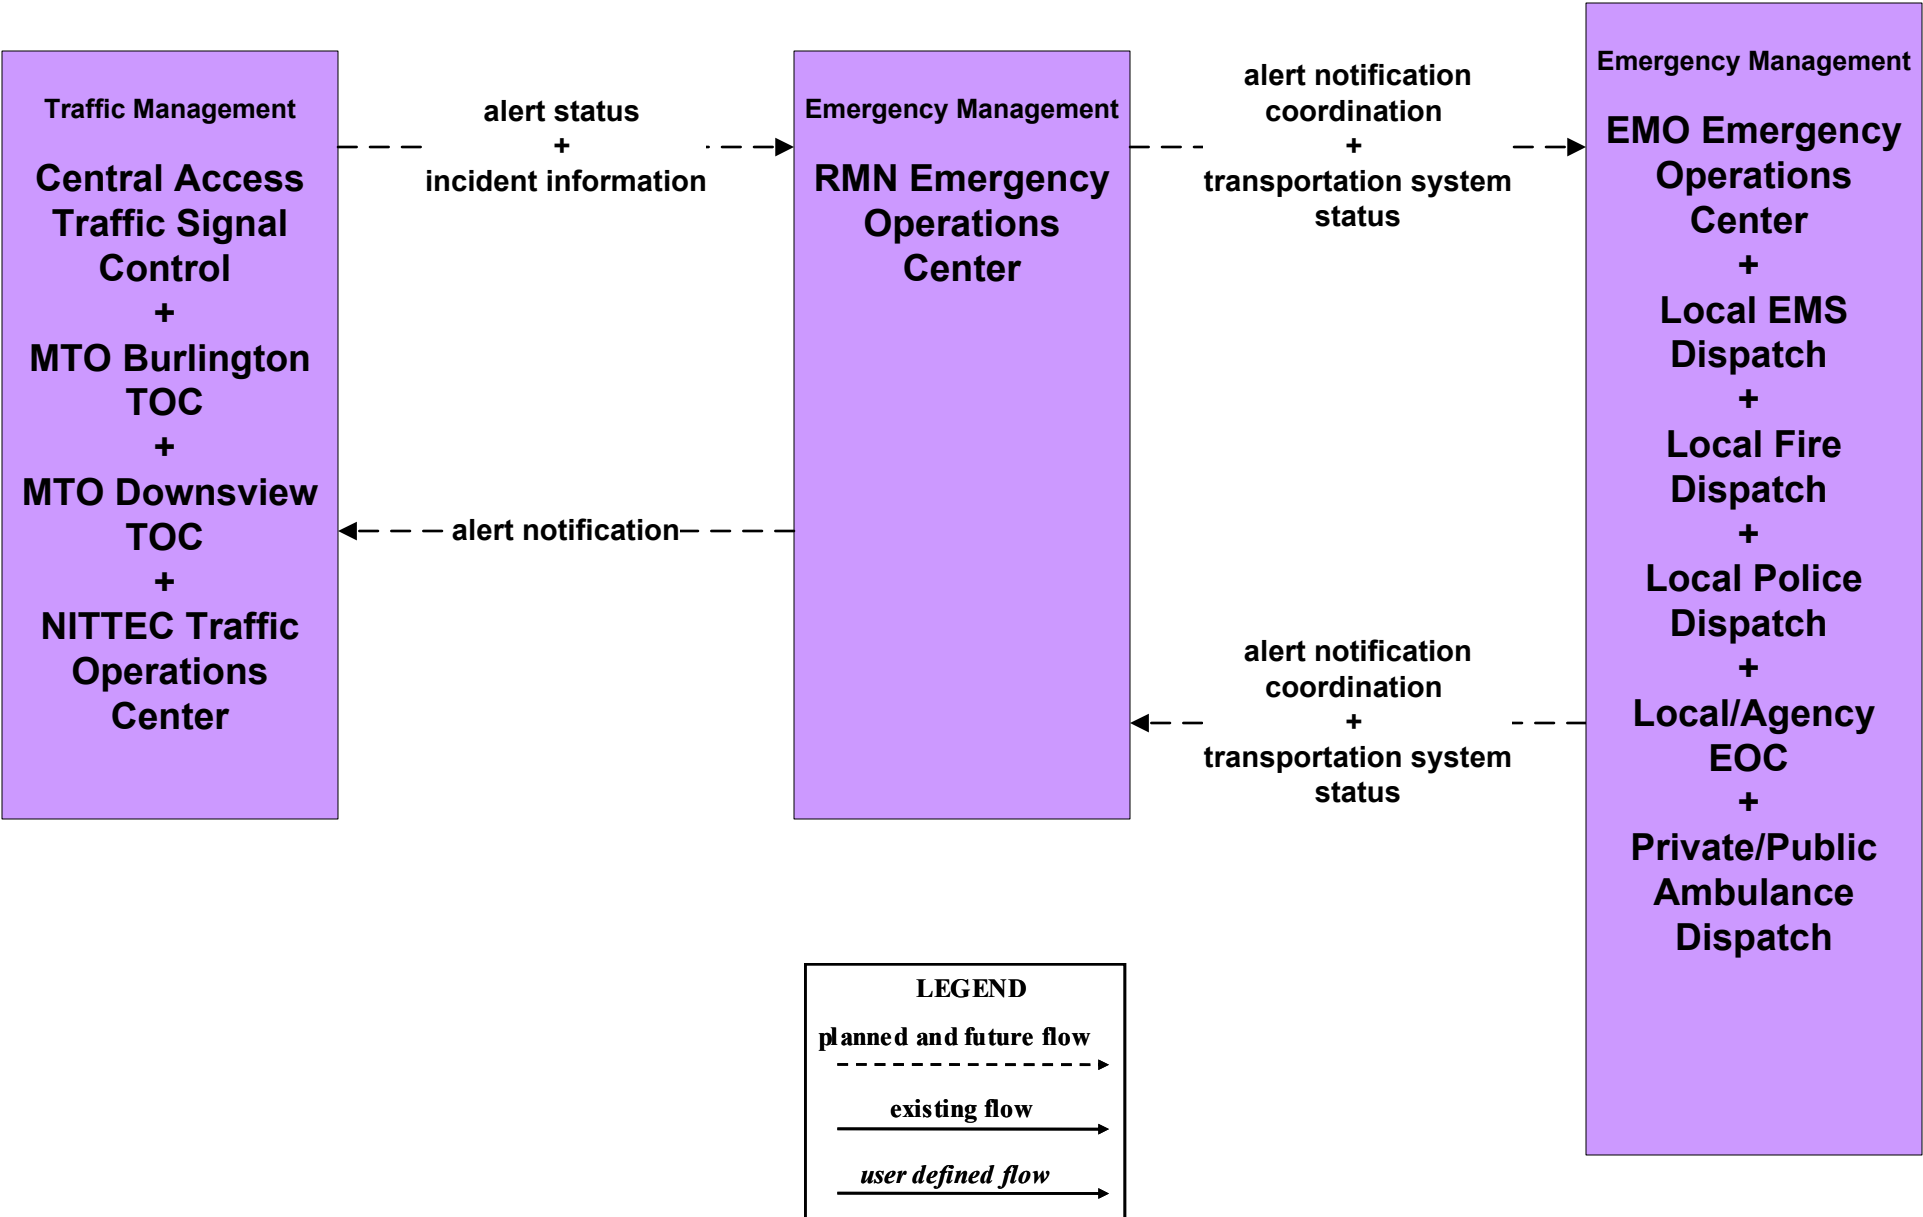 Traffic Management
Central Access
Traffic Signal
Control
+
MTO Burlington
TOC
+
MTO Downsview
TOC
+
NITTEC Traffic
Operations
Center
alert status
+
incident information
alert notification
Emergency Management
RMN Emergency
Operations
Center
alert notification
coordination
+
transportation system
status
alert notification
coordination
+
transportation system
status
Emergency Management
EMO Emergency
Operations
Center
+
Local EMS
Dispatch
+
Local Fire
Dispatch
+
Local Police
Dispatch
+
Local/Agency
EOC
+
Private/Public
Ambulance
Dispatch
LEGEND
planned and future flow
existing flow
user defined flow